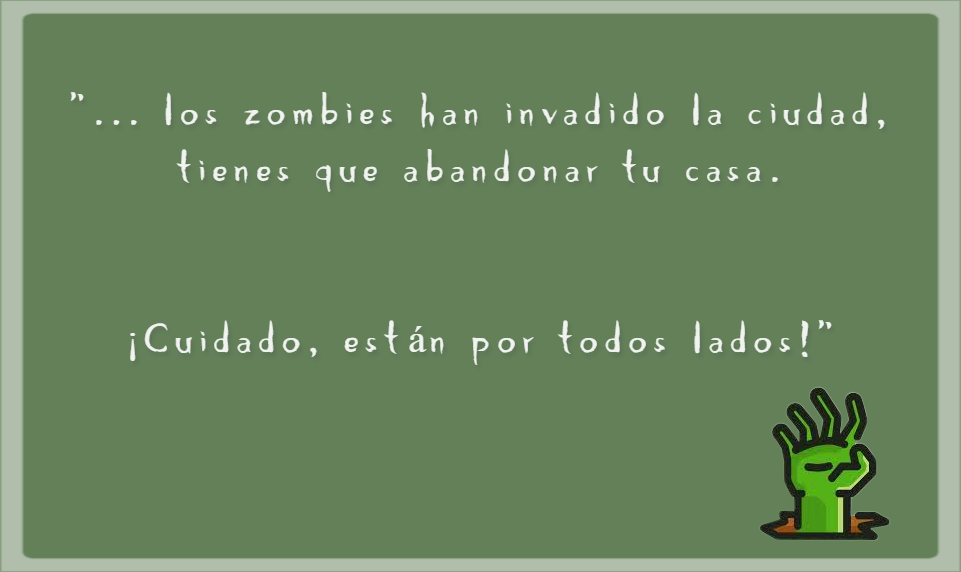 "... los zombies han invadido la ciudad,
tienes que abandonar tu casa.
¡Cuidado, están por todos lados!"